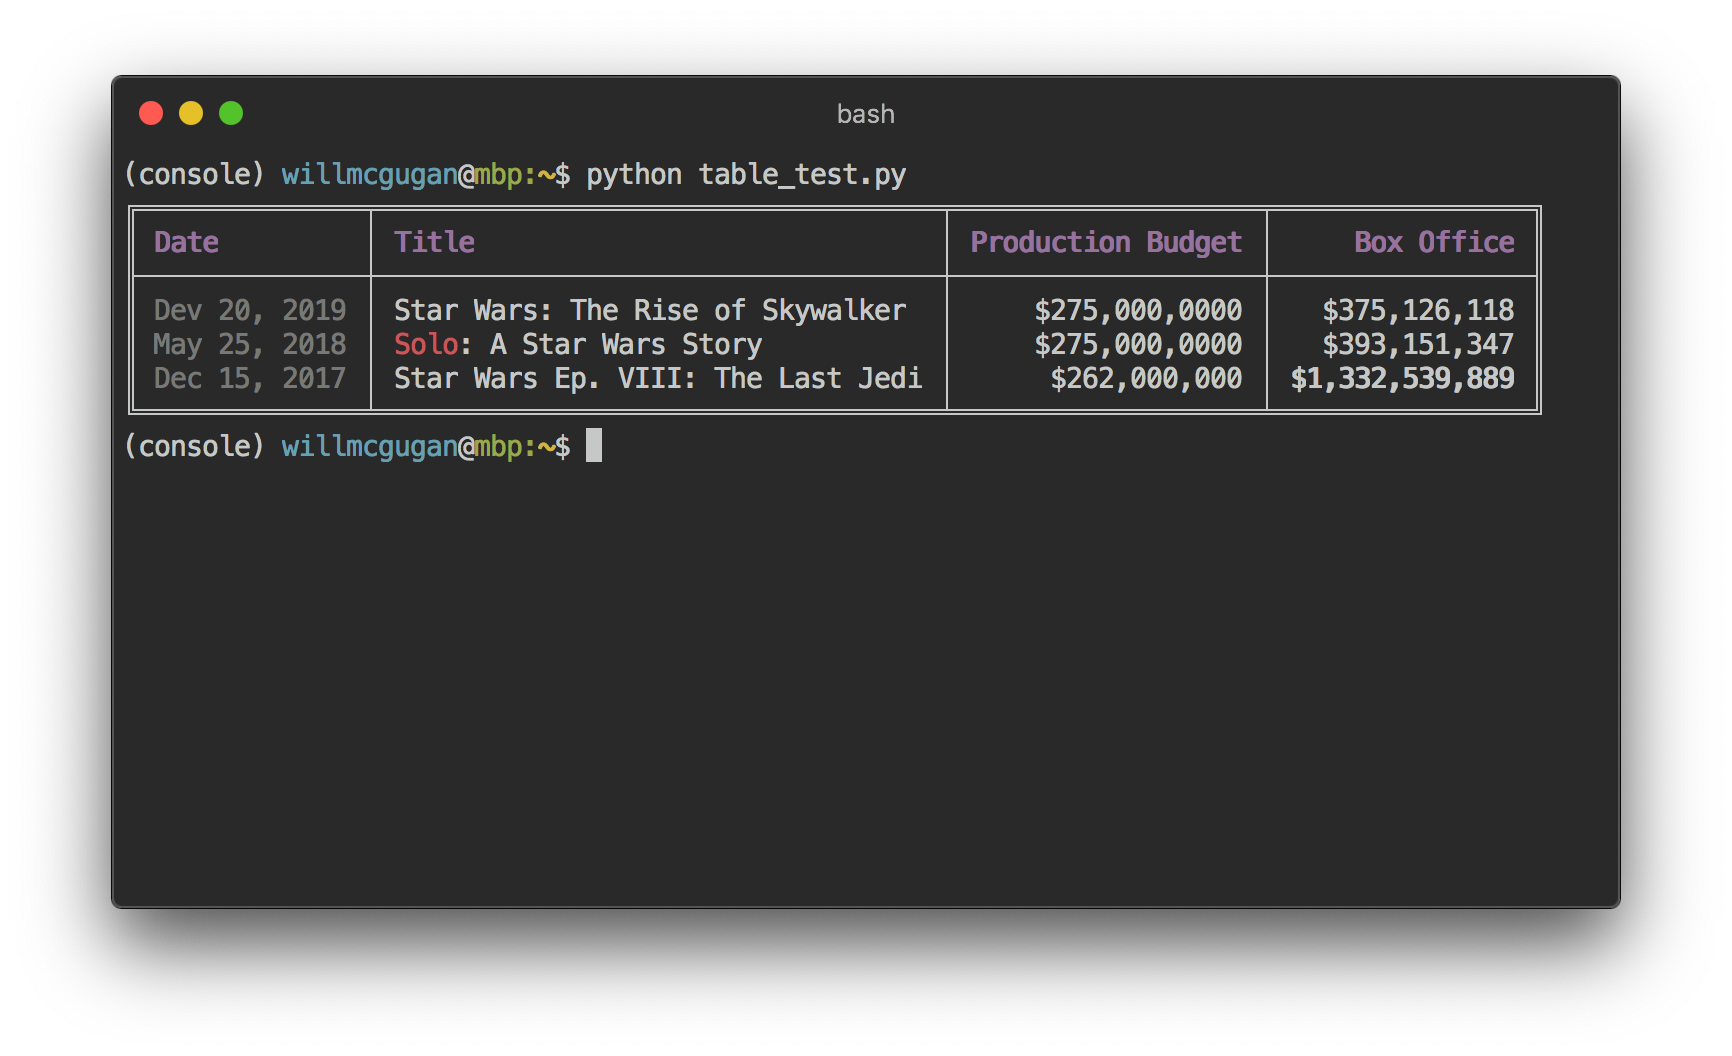 bash
(console) willmcgugan@mbp:~$ python table_test.py
Date Title Production Budget Box Office
Dev 20, 2019 Star Wars: The Rise of Skywalker $275,000,0000 $375,126,118
May 25, 2018 Solo: A Star Wars Story $275,000,0000 $393,151,347
Dec 15, 2017 Star Wars Ep. VIII: The Last Jedi $262,000,000 $1,332,539,889
(console) willmcgugan@mbp:~$